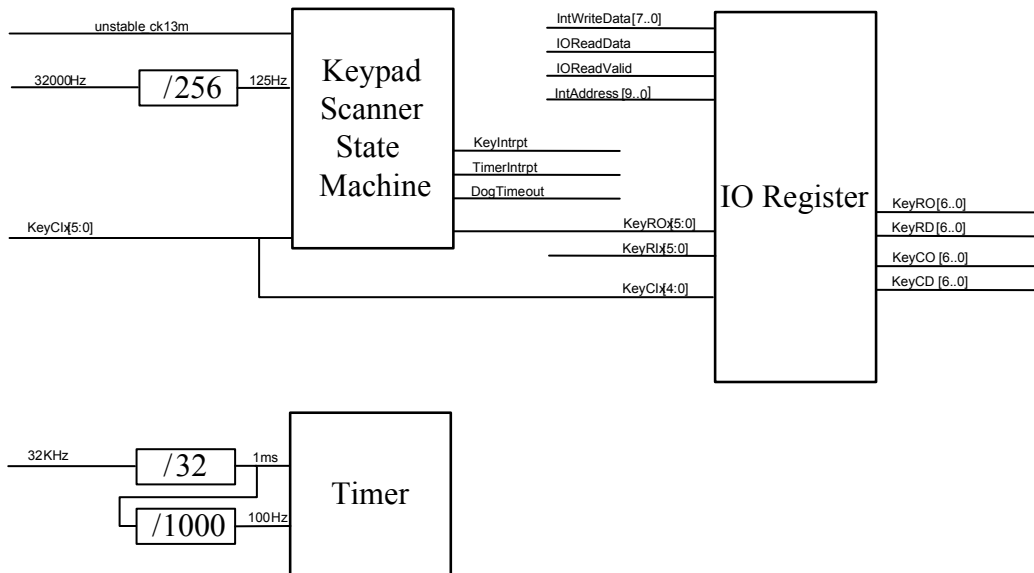 unstable ck13m
32000Hz
/256
125Hz
Keypad
Scanner
State
Machine
KeyIntrpt
TimerIntrpt
DogTimeout
KeyCIx[5:0]
KeyROx[5:0]
KeyRIx[5:0]
KeyCIx[4:0]
IntWriteData[7..0]
IOReadData
IOReadValid
IntAddress [9..0]
IO Register
KeyRO[6..0]
KeyRD[6..0]
KeyCO [6..0]
KeyCD [6..0]
32KHz
/32
1ms
/1000
100Hz
Timer